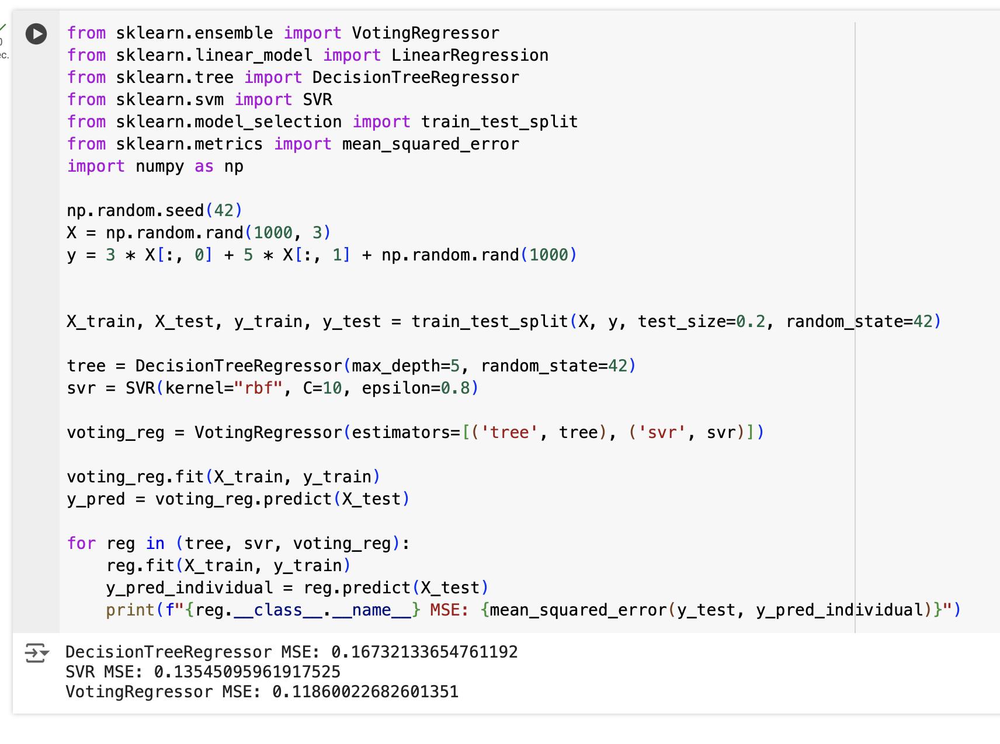 from sklearn.ensemble import VotingRegressor
from sklearn.linear_model import LinearRegression
from sklearn.tree import DecisionTreeRegressor
from sklearn.svm import SVR
from sklearn.model_selection import train_test_split
from sklearn.metrics import mean_squared_error
import numpy as np

np.random.seed(42)
X = np.random.rand(1000, 3)
y = 3 * X[:, 0] + 5 * X[:, 1] + np.random.rand(1000)

X_train, X_test, y_train, y_test = train_test_split(X, y, test_size=0.2, random_state=42)

tree = DecisionTreeRegressor(max_depth=5, random_state=42)
svr = SVR(kernel="rbf", C=10, epsilon=0.8)

voting_reg = VotingRegressor(estimators=[('tree', tree), ('svr', svr)])

voting_reg.fit(X_train, y_train)
y_pred = voting_reg.predict(X_test)

for reg in (tree, svr, voting_reg):
    reg.fit(X_train, y_train)
    y_pred_individual = reg.predict(X_test)
    print(f"{reg.__class__.__name__} MSE: {mean_squared_error(y_test, y_pred_individual)}")

DecisionTreeRegressor MSE: 0.16732133654761192
SVR MSE: 0.13545095961917525
VotingRegressor MSE: 0.11860022682601351